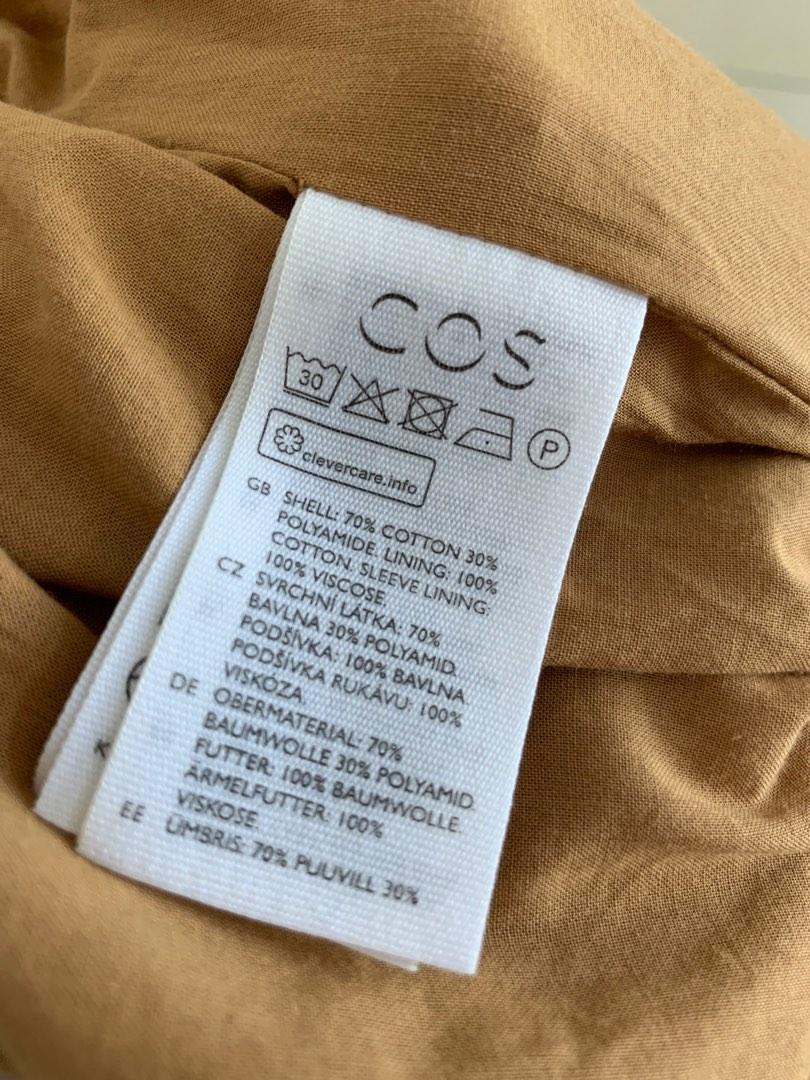 COS
30
P
clevercare.info
GB SHELL: 70% COTTON 30%
POLYAMIDE. LINING: 100%
COTTON. SLEEVE LINING:
100% VISCOSE.
CZ SVRCHNÍ LÁTKA: 70%
BAVLNA 30% POLYAMID.
PODŠÍVKA: 100% BAVLNA.
PODŠÍVKA RUKÁVU: 100%
VISKÓZA.
DE OBERMATERIAL: 70%
BAUMWOLLE 30% POLYAMID.
FUTTER: 100% BAUMWOLLE.
ÄRMELFUTTER: 100%
VISKOSE.
EE ÜMBRIS: 70% PUUVILL 30%
K